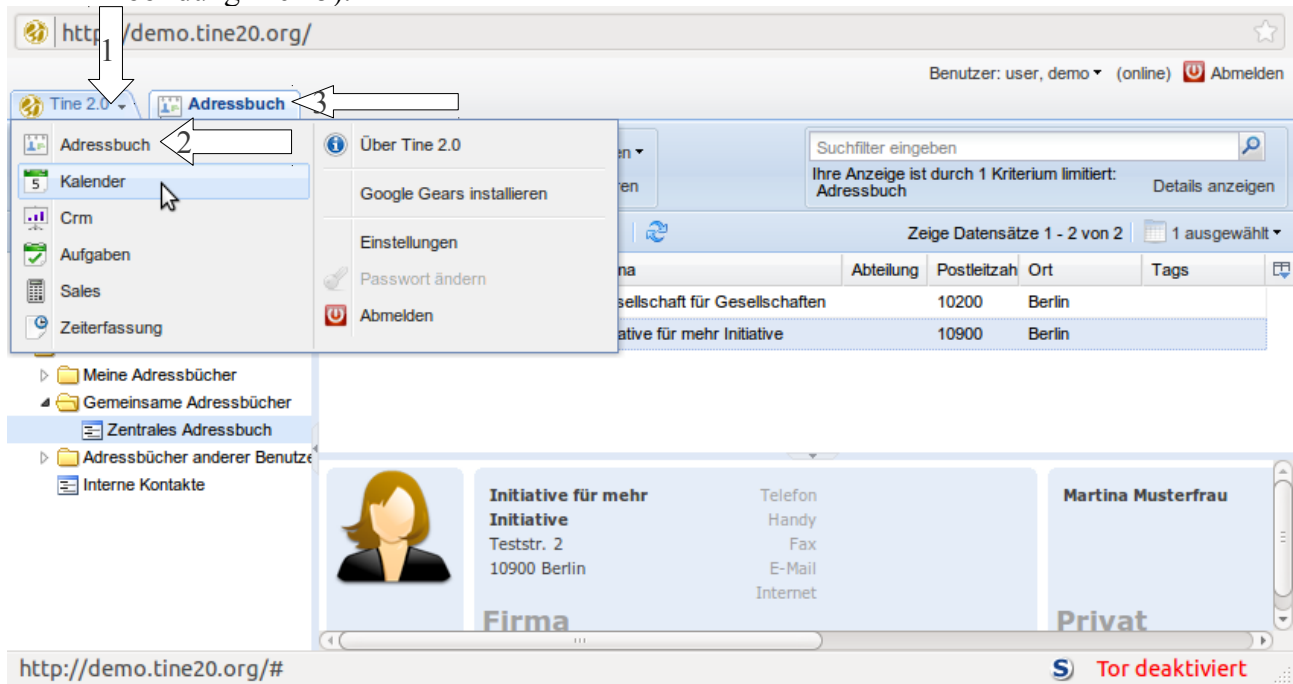 http://demo.tine20.org/
1
Benutzer: user, demo (online) Abmelden
Tine 2.0 Adressbuch 3
Adressbuch 2
Kalender
Crm
Aufgaben
Sales
Zeiterfassung
Über Tine 2.0
Google Gears installieren
Einstellungen
Passwort ändern
Abmelden
en
ren
Suchfilter eingeben
Ihre Anzeige ist durch 1 Kriterium limitiert:
Adressbuch
Details anzeigen
Zeige Datensätze 1 - 2 von 2 1 ausgewählt
na Abteilung Postleitzah Ort Tags
sellschaft für Gesellschaften 10200 Berlin
ative für mehr Initiative 10900 Berlin
Meine Adressbücher
Gemeinsame Adressbücher
Zentrales Adressbuch
Adressbücher anderer Benutze
Interne Kontakte
Initiative für mehr
Initiative
Teststr. 2
10900 Berlin
Firma
Telefon
Handy
Fax
E-Mail
Internet
Martina Musterfrau
Privat
http://demo.tine20.org/# S Tor deaktiviert